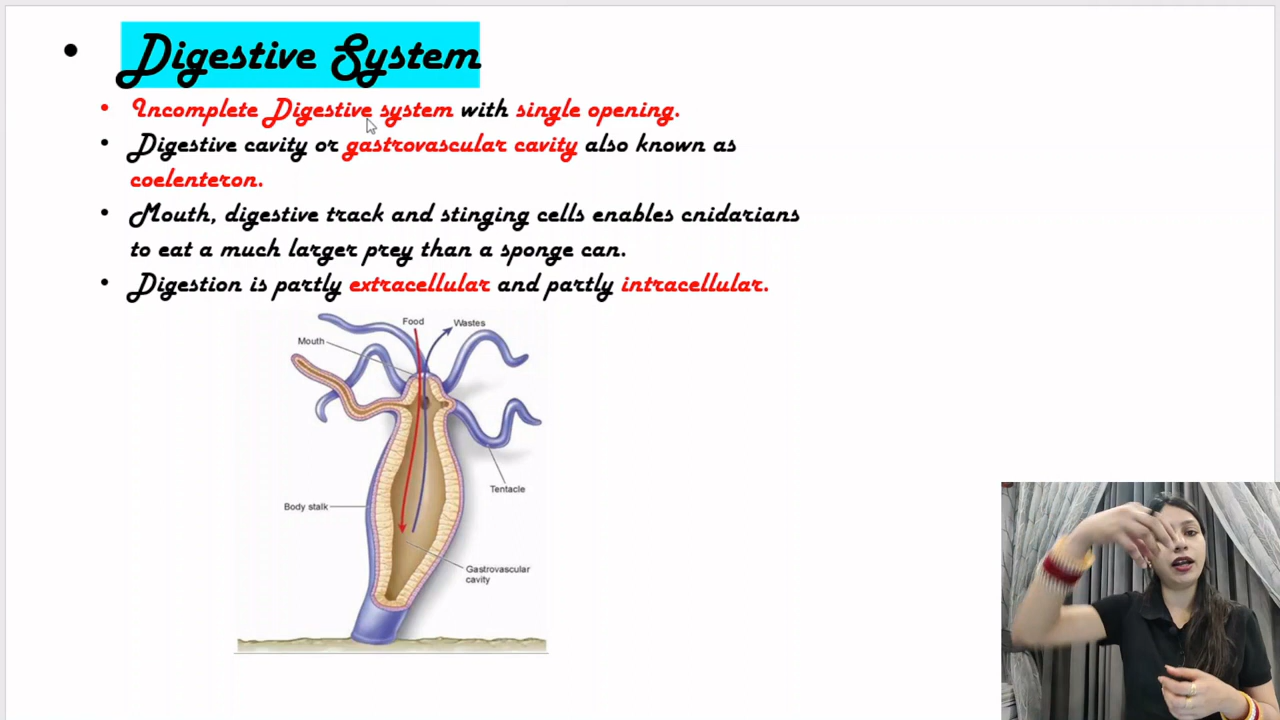 Digestive System
Incomplete Digestive system with single opening.
Digestive cavity or gastrovascular cavity also known as
coelenteron.
Mouth, digestive track and stinging cells enables cnidarians
to eat a much larger prey than a sponge can.
Digestion is partly extracellular and partly intracellular.
Food
Wastes
Mouth
Tentacle
Body stalk
Gastrovascular
cavity